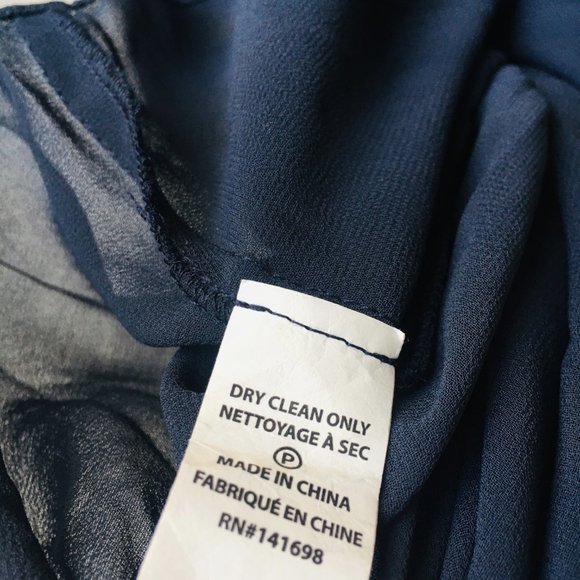 DRY CLEAN ONLY
NETTOYAGE À SEC
P
MADE IN CHINA
FABRIQUÉ EN CHINE
RN#141698